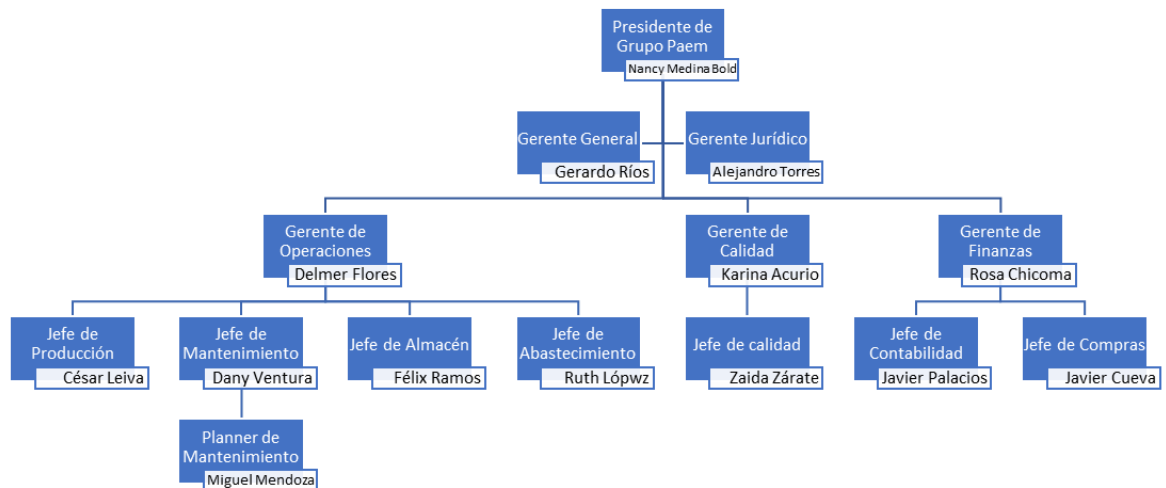 Presidente de
Grupo Paem
Nancy Medina Bold
Gerente General
Gerardo Ríos
Gerente Jurídico
Alejandro Torres
Gerente de
Operaciones
Delmer Flores
Gerente de
Calidad
Karina Acurio
Gerente de
Finanzas
Rosa Chicoma
Jefe de
Producción
César Leiva
Jefe de
Mantenimiento
Dany Ventura
Jefe de Almacén
Félix Ramos
Jefe de
Abastecimiento
Ruth Lópwz
Jefe de calidad
Zaida Zárate
Jefe de
Contabilidad
Javier Palacios
Jefe de Compras
Javier Cueva
Planner de
Mantenimiento
Miguel Mendoza